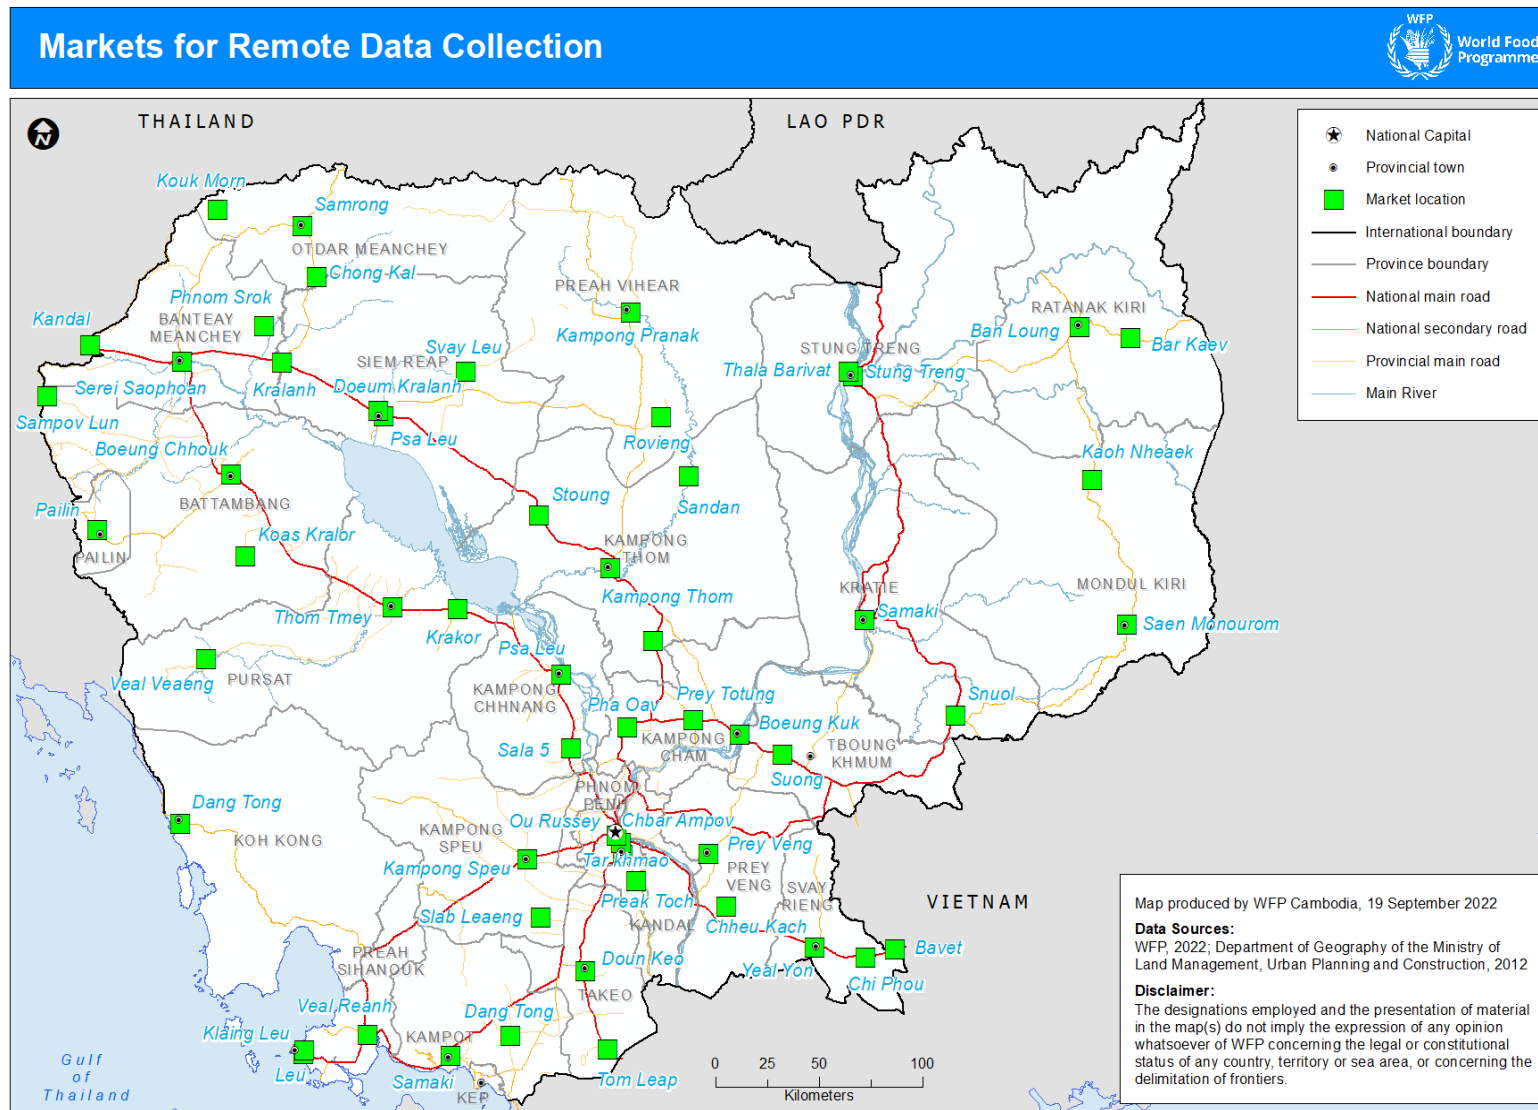 Markets for Remote Data Collection
WFP
World Food
Programme
THAILAND
LAO PDR
N
National Capital
Provincial town
Market location
International boundary
Province boundary
National main road
National secondary road
Provincial main road
Main River
Kouk Morn
Samrong
OTDAR MEANCHEY
Chong Kal
Phnom Srok
BANTEAY
MEANCHEY
Kandal
PREAH VIHEAR
Kampong Pranak
RATANAK KIRI
Ban Loung
Bar Kaev
STUNG TRENG
Thala Barivat
Stung Treng
Svay Leu
SIEM REAP
Serei Saophoan
Kralanh
Doeum Kralanh
Sampov Lun
Psa Leu
Rovieng
Boeung Chhouk
Kaoh Nheaek
BATTAMBANG
Stoung
Sandan
Pailin
Koas Kralor
KAMPONG
THOM
PAILIN
KRATIE
MONDUL KIRI
Kampong Thom
Thom Tmey
Krakor
Samaki
Saen Monourom
Psa Leu
Veal Veaeng
PURSAT
KAMPONG
CHHNANG
Pha Oav
Prey Totung
Snuol
Boeung Kuk
Sala 5
KAMPONG
CHAM
TBOUNG
KHMUM
Suong
PHNOM
PENH
Dang Tong
KOH KONG
KAMPONG
SPEU
Ou Russey
Chbar Ampov
Kampong Speu
Tar khmao
Prey Veng
PREY
VENG
SVAY
RIENG
Preak Toch
Slab Leaeng
KANDAL
Chheu Kach
VIETNAM
PREAH
SIHANOUK
Doun Keo
TAKEO
Yeal Yon
Bavet
Chi Phou
Veal Reanh
Klaing Leu
Dang Tong
KAMPOT
Leu
Samaki
KEP
Tom Leap
Gulf
of
Thailand
0 25 50 100
Kilometers
Map produced by WFP Cambodia, 19 September 2022
Data Sources:
WFP, 2022; Department of Geography of the Ministry of
Land Management, Urban Planning and Construction, 2012
Disclaimer:
The designations employed and the presentation of material
in the map(s) do not imply the expression of any opinion
whatsoever of WFP concerning the legal or constitutional
status of any country, territory or sea area, or concerning the
delimitation of frontiers.